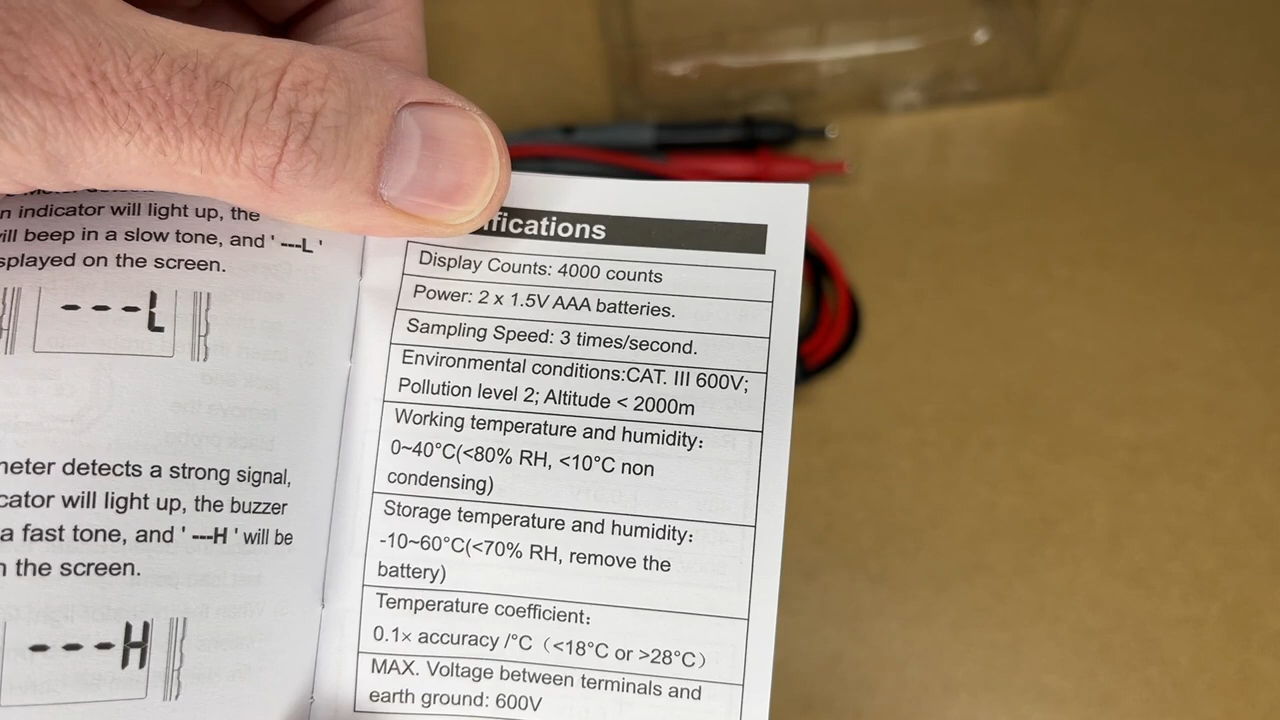 n indicator will light up, the
ill beep in a slow tone, and ' ---L '
splayed on the screen.
---L
neter detects a strong signal,
cator will light up, the buzzer
a fast tone, and ' ---H ' will be
n the screen.
---H
fications
Display Counts: 4000 counts
Power: 2 x 1.5V AAA batteries.
Sampling Speed: 3 times/second.
Environmental conditions:CAT. III 600V;
Pollution level 2; Altitude < 2000m
Working temperature and humidity:
0~40°C(<80% RH, <10°C non
condensing)
Storage temperature and humidity:
-10~60°C(<70% RH, remove the
battery)
Temperature coefficient:
0.1× accuracy /°C（<18°C or >28°C）
MAX. Voltage between terminals and
earth ground: 600V